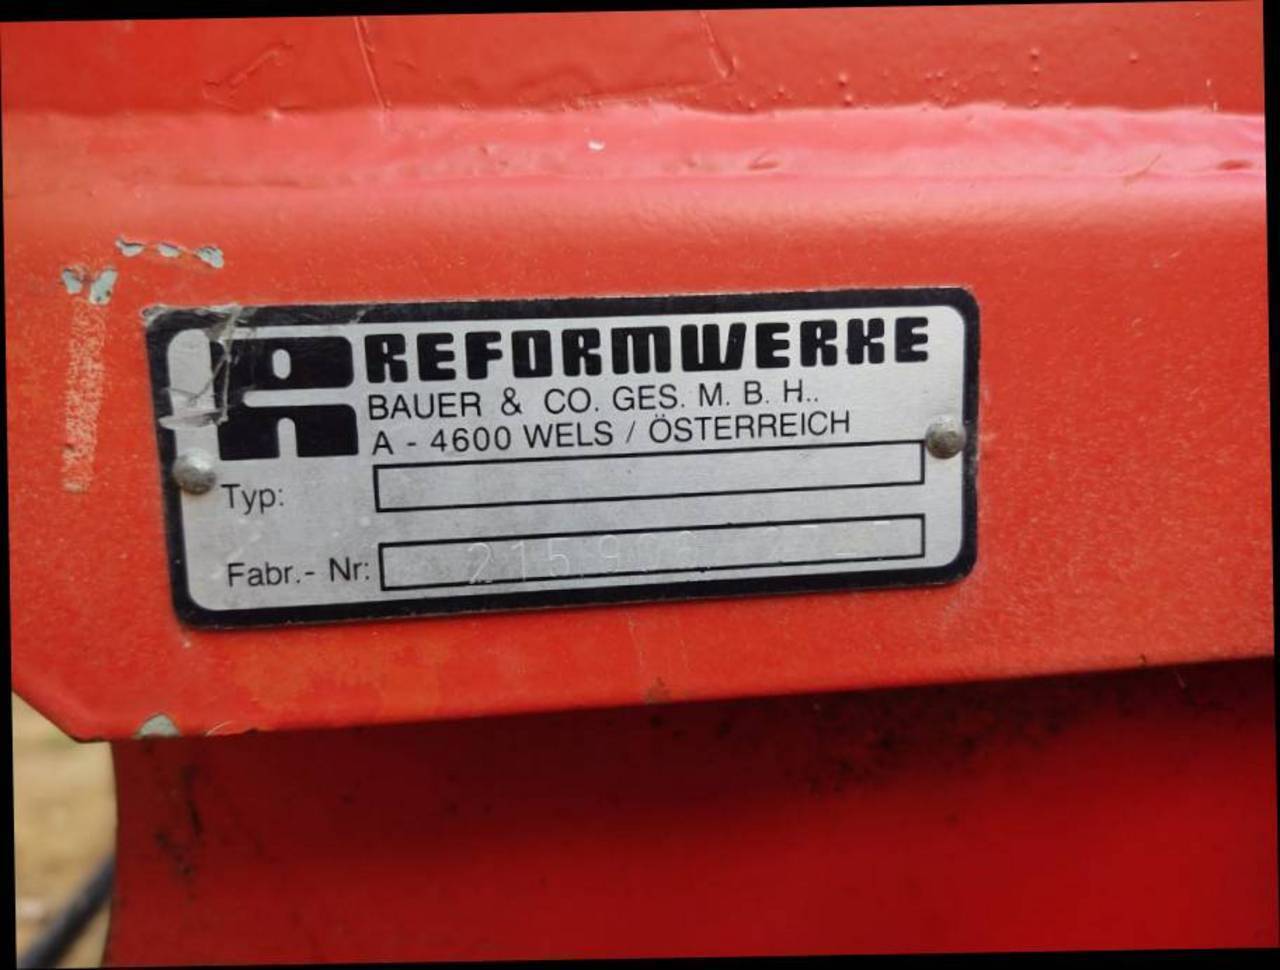 REFORMWERKE
BAUER & CO. GES. M. B. H..
A - 4600 WELS / ÖSTERREICH
Typ:
Fabr.- Nr: